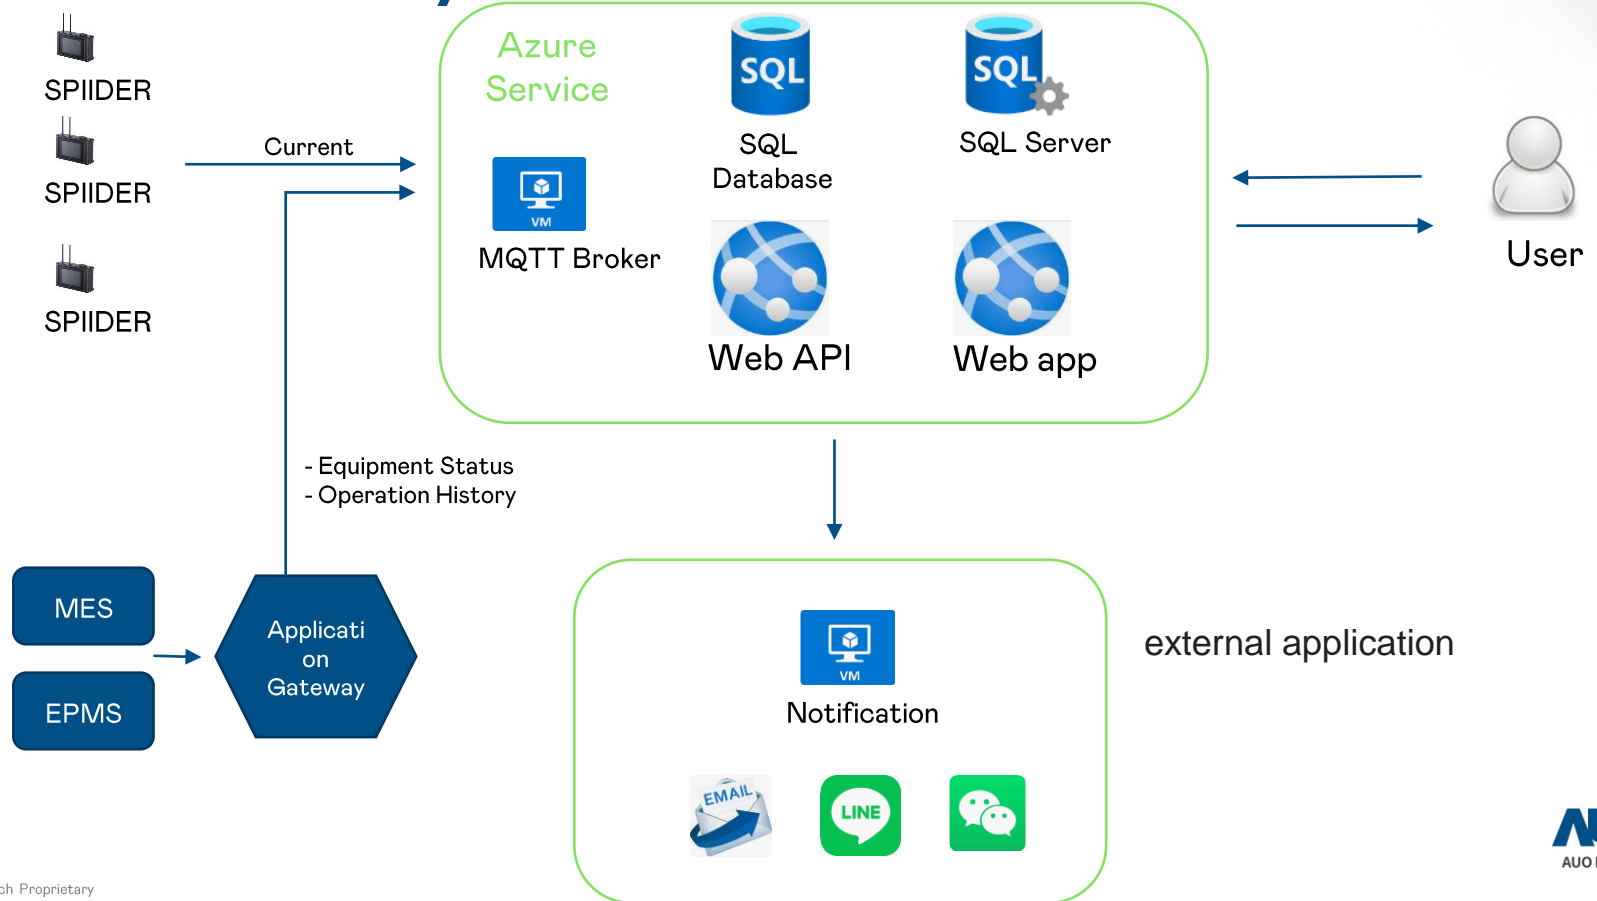 SPIIDER
SPIIDER
SPIIDER
Current
Azure
Service
SQL
SQL
Database
SQL
SQL Server
VM
MQTT Broker
Web API
Web app
User
- Equipment Status
- Operation History
MES
EPMS
Applicati
on
Gateway
VM
Notification
EMAIL
LINE
external application
AUO
ch Proprietary